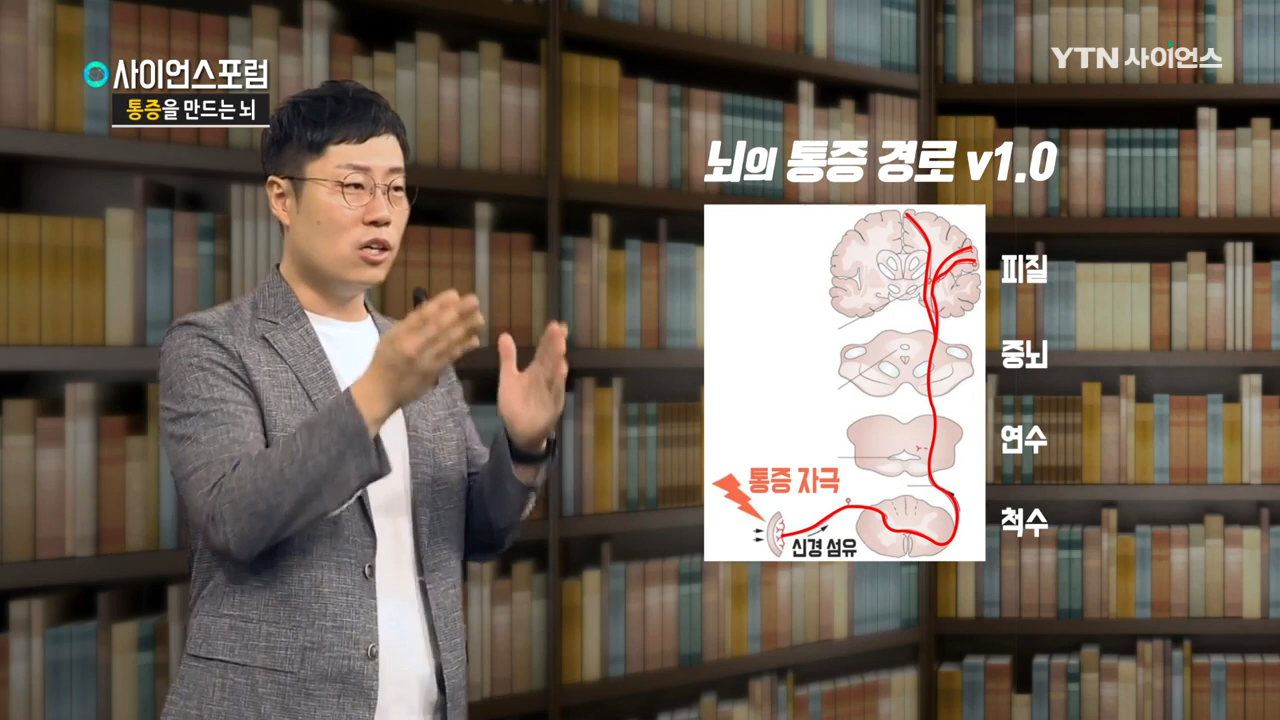 사이언스포럼
통증을 만드는 뇌
YTN 사이언스
뇌의 통증 경로 v1.0
피질
중뇌
연수
척수
통증 자극
신경 섬유